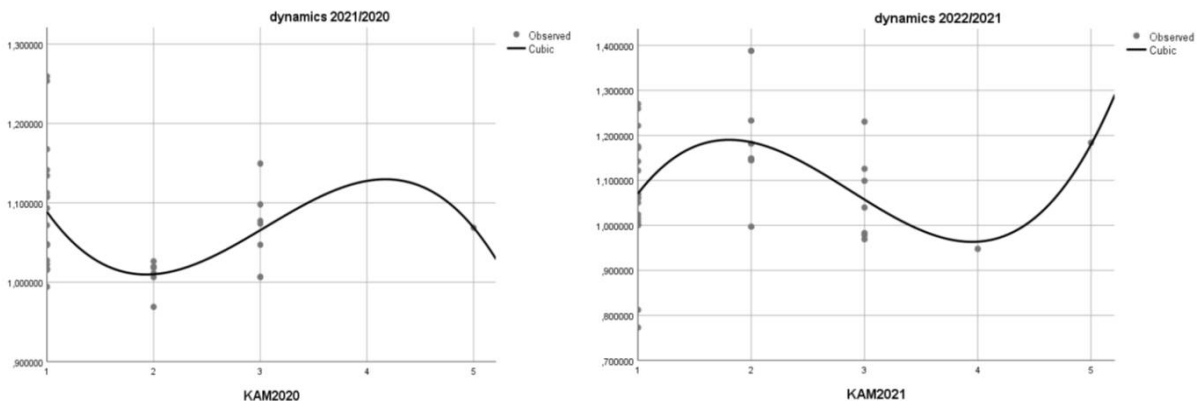 dynamics 2021/2020
1,300000
1,200000
1,100000
1,000000
,900000
1 2 3 4 5
KAM2020
Observed
Cubic
dynamics 2022/2021
1,400000
1,300000
1,200000
1,100000
1,000000
,900000
,800000
,700000
1 2 3 4 5
KAM2021
Observed
Cubic